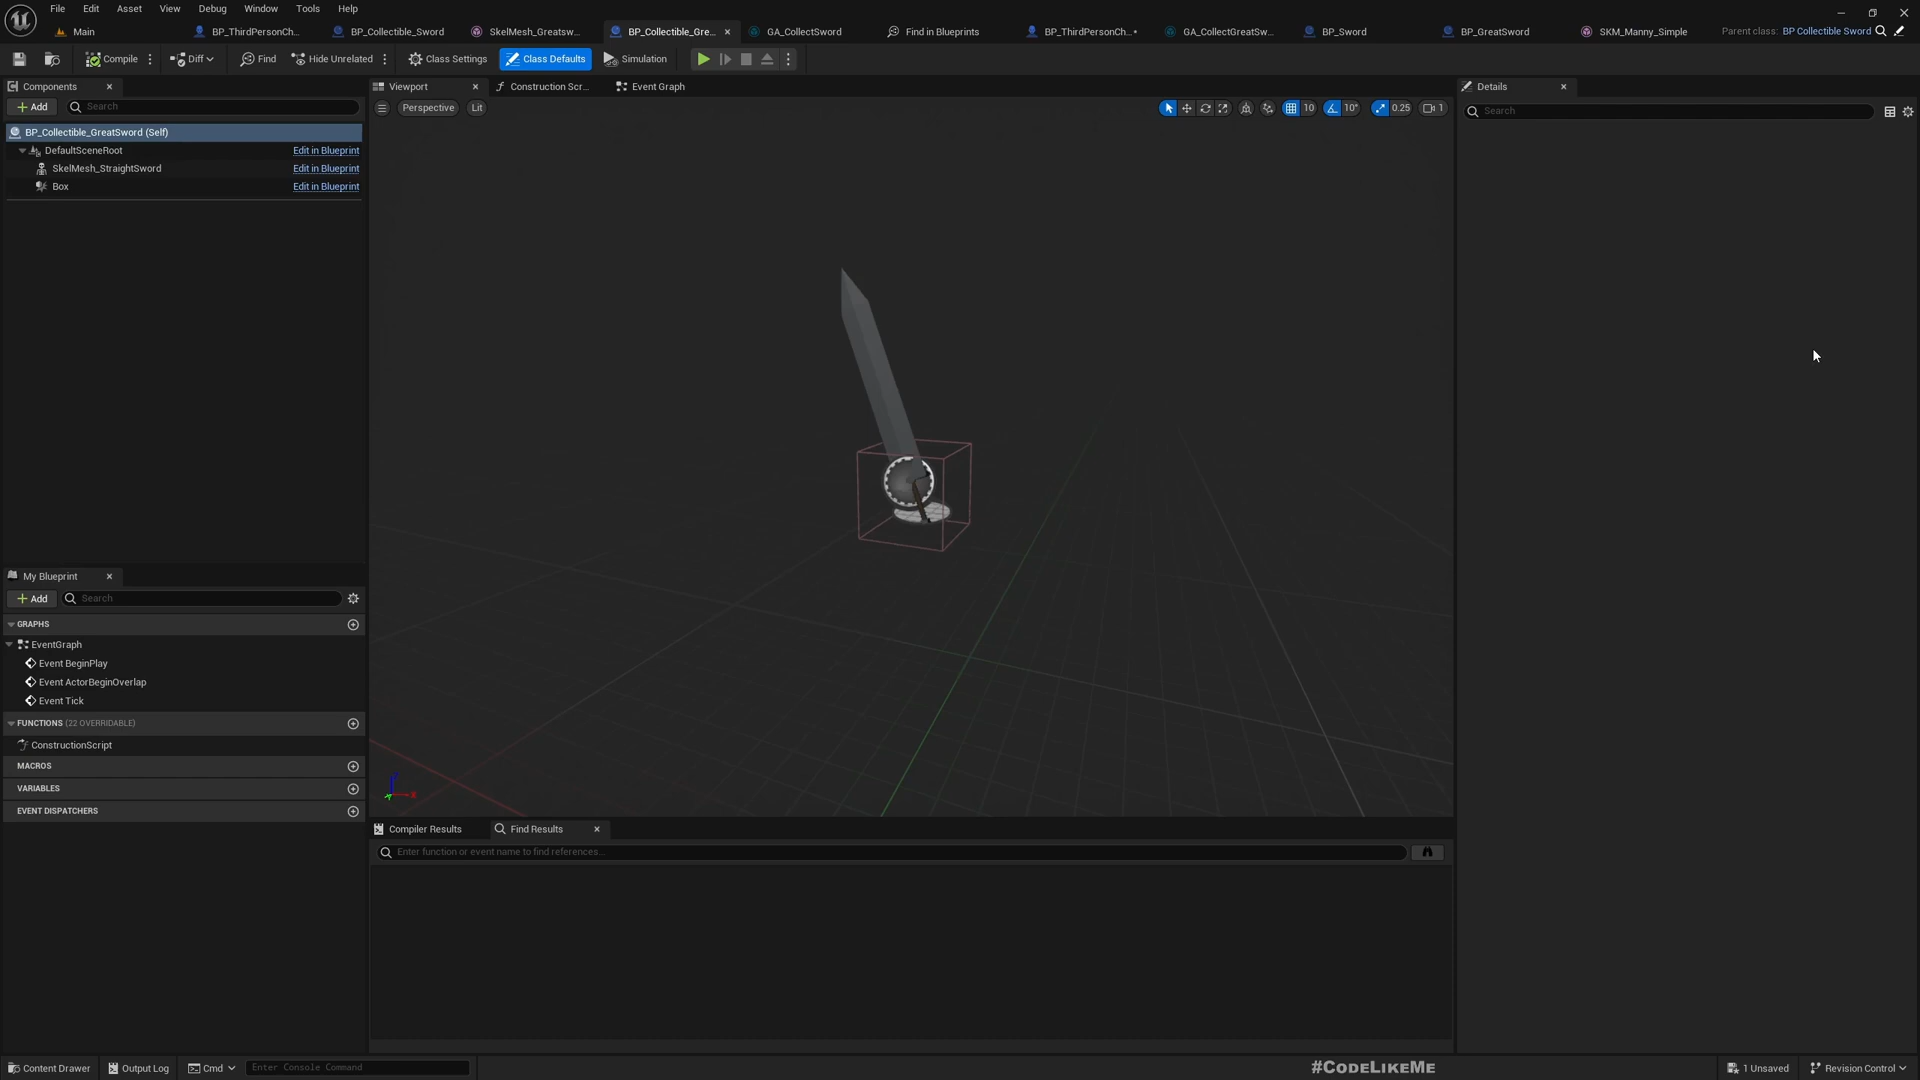 File Edit Asset View Debug Window Tools Help
Main BP_ThirdPersonCh... BP_Collectible_Sword SkelMesh_Greatsw... BP_Collectible_Gre... GA_CollectSword Find in Blueprints BP_ThirdPersonCh...• GA_CollectGreatSw... BP_Sword BP_GreatSword SKM_Manny_Simple Parent class: BP Collectible Sword
Compile Diff Find Hide Unrelated Class Settings Class Defaults Simulation
Components Viewport Construction Scr... Event Graph Details
Add Search Perspective Lit 10 10° 0.25 1 Search
BP_Collectible_GreatSword (Self)
DefaultSceneRoot Edit in Blueprint
SkelMesh_StraightSword Edit in Blueprint
Box Edit in Blueprint
My Blueprint
Add Search
GRAPHS
EventGraph
Event BeginPlay
Event ActorBeginOverlap
Event Tick
FUNCTIONS (22 OVERRIDABLE)
ConstructionScript
MACROS
VARIABLES
EVENT DISPATCHERS
Compiler Results Find Results
Enter function or event name to find references...
Content Drawer Output Log Cmd Enter Console Command #CODELIKEME 1 Unsaved Revision Control